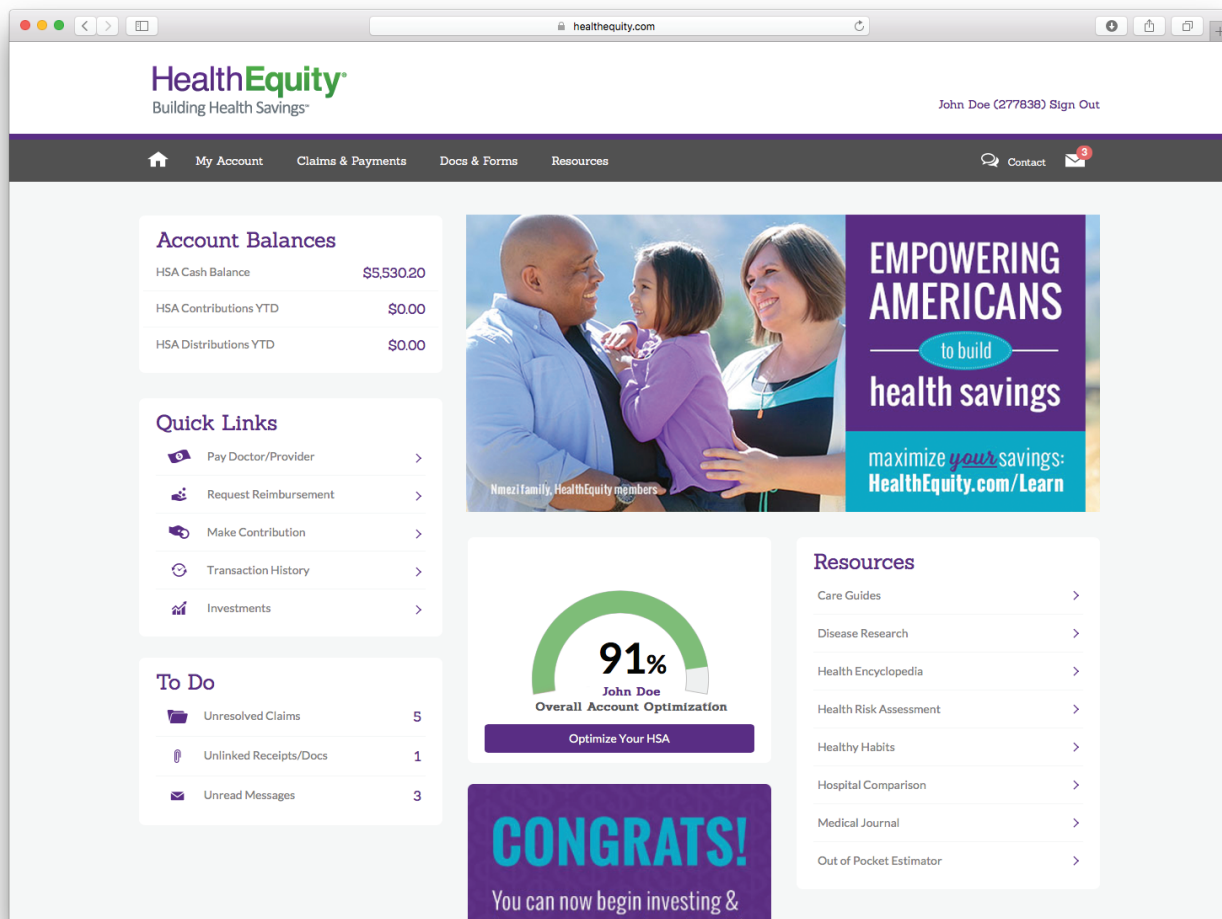 healthequity.com
HealthEquity®
Building Health Savings™
John Doe (277838) Sign Out
My Account
Claims & Payments
Docs & Forms
Resources
Contact
3
Account Balances
HSA Cash Balance $5,530.20
HSA Contributions YTD $0.00
HSA Distributions YTD $0.00
Quick Links
Pay Doctor/Provider
Request Reimbursement
Make Contribution
Transaction History
Investments
To Do
Unresolved Claims 5
Unlinked Receipts/Docs 1
Unread Messages 3
Nmezi family, HealthEquity members
EMPOWERING
AMERICANS
to build
health savings
maximize your savings:
HealthEquity.com/Learn
91%
John Doe
Overall Account Optimization
Optimize Your HSA
CONGRATS!
You can now begin investing &
Resources
Care Guides
Disease Research
Health Encyclopedia
Health Risk Assessment
Healthy Habits
Hospital Comparison
Medical Journal
Out of Pocket Estimator